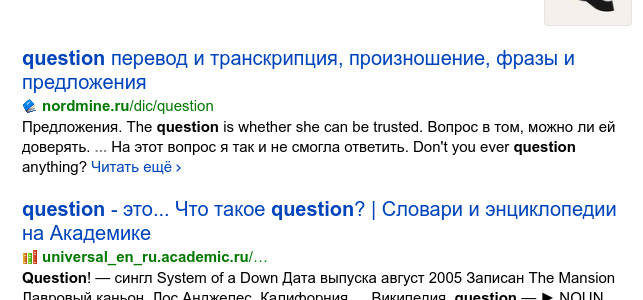 question перевод и транскрипция, произношение, фразы и
предложения
nordmine.ru/dic/question
Предложения. The question is whether she can be trusted. Вопрос в том, можно ли ей
доверять. ... На этот вопрос я так и не смогла ответить. Don't you ever question
anything? Читать ещё ›
question - это... Что такое question? | Словари и энциклопедии
на Академике
universal_en_ru.academic.ru/...
Question! — сингл System of a Down Дата выпуска август 2005 Записан The Mansion
Лавровый каньон, Лос Анджелес, Калифорния ... Википедия. question — ► NOUN